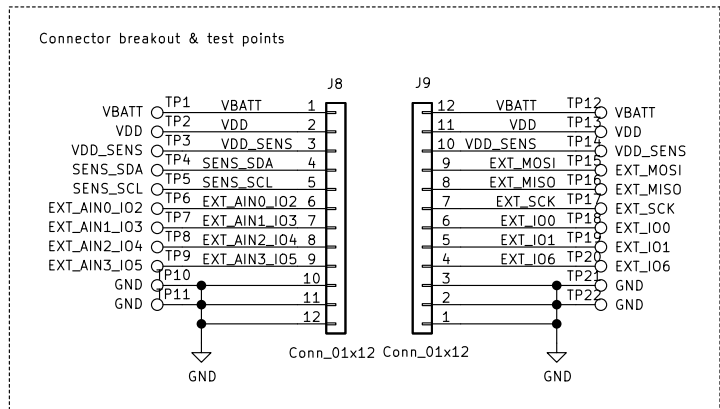 Connector breakout & test points
J8
J9
VBATT TP1 VBATT 1
VDD TP2 VDD 2
VDD_SENS TP3 VDD_SENS 3
SENS_SDA TP4 SENS_SDA 4
SENS_SCL TP5 SENS_SCL 5
EXT_AIN0_IO2 TP6 EXT_AIN0_IO2 6
EXT_AIN1_IO3 TP7 EXT_AIN1_IO3 7
EXT_AIN2_IO4 TP8 EXT_AIN2_IO4 8
EXT_AIN3_IO5 TP9 EXT_AIN3_IO5 9
GND TP10 10
GND TP11 11
12
Conn_01x12
GND
12 VBATT TP12 VBATT
11 VDD TP13 VDD
10 VDD_SENS TP14 VDD_SENS
9 EXT_MOSI TP15 EXT_MOSI
8 EXT_MISO TP16 EXT_MISO
7 EXT_SCK TP17 EXT_SCK
6 EXT_IO0 TP18 EXT_IO0
5 EXT_IO1 TP19 EXT_IO1
4 EXT_IO6 TP20 EXT_IO6
3 TP21 GND
2 TP22 GND
1
Conn_01x12
GND